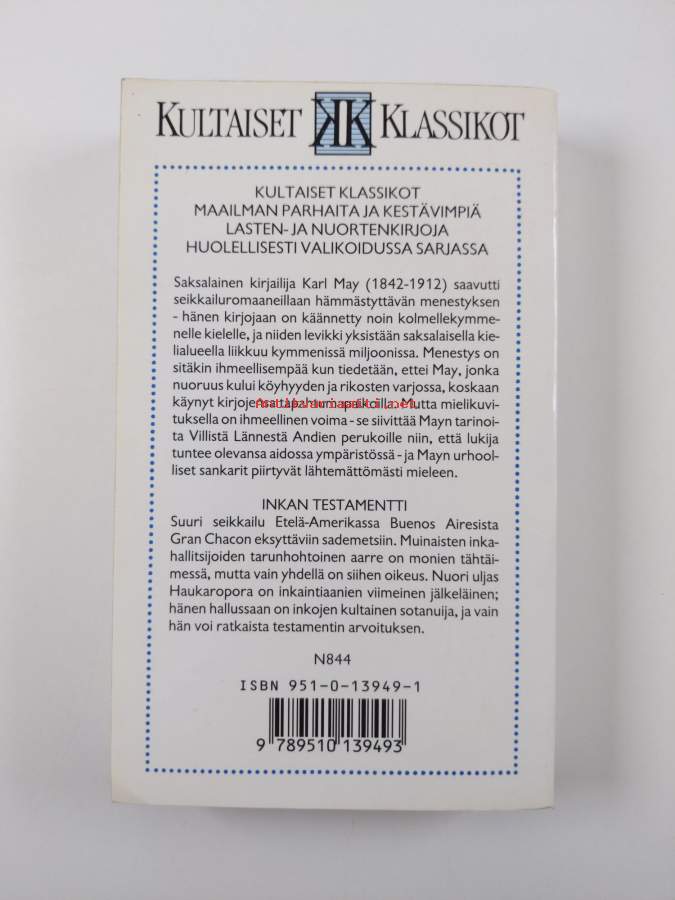 KULTAISET KK KLASSIKOT
KULTAISET KLASSIKOT
MAAILMAN PARHAITA JA KESTÄVIMPIÄ
LASTEN- JA NUORTENKIRJOJA
HUOLELLISESTI VALIKOIDUSSA SARJASSA
Saksalainen kirjailija Karl May (1842-1912) saavutti
seikkailuromaaneillaan hämmästyttävän menestyksen
- hänen kirjojaan on käännetty noin kolmellekymme-
nelle kielelle, ja niiden levikki yksistään saksalaisella kie-
lialueella liikkuu kymmenissä miljoonissa. Menestys on
sitäkin ihmeellisempää kun tiedetään, ettei May, jonka
nuoruus kului köyhyyden ja rikosten varjossa, koskaan
käynyt kirjojensa tapahtumapaikoilla. Mutta mielikuvi-
tuksella on ihmeellinen voima - se siivittää Mayn tarinoi-
ta Villistä Lännestä Andien perukoille niin, että lukija
tuntee olevansa aidossa ympäristössä - ja Mayn urhool-
liset sankarit piirtyvät lähtemättömästi mieleen.
INKAN TESTAMENTTI
Suuri seikkailu Etelä-Amerikassa Buenos Airesista
Gran Chacon eksyttäviin sademetsiin. Muinaisten inka-
hallitsijoiden tarunhohtoinen aarre on monien tähtäi-
messä, mutta vain yhdellä on siihen oikeus. Nuori uljas
Haukaropora on inkaintiaanien viimeinen jälkeläinen;
hänen hallussaan on inkojen kultainen sotanuija, ja vain
hän voi ratkaista testamentin arvoituksen.
N844
ISBN 951-0-13949-1
9 789510 139493